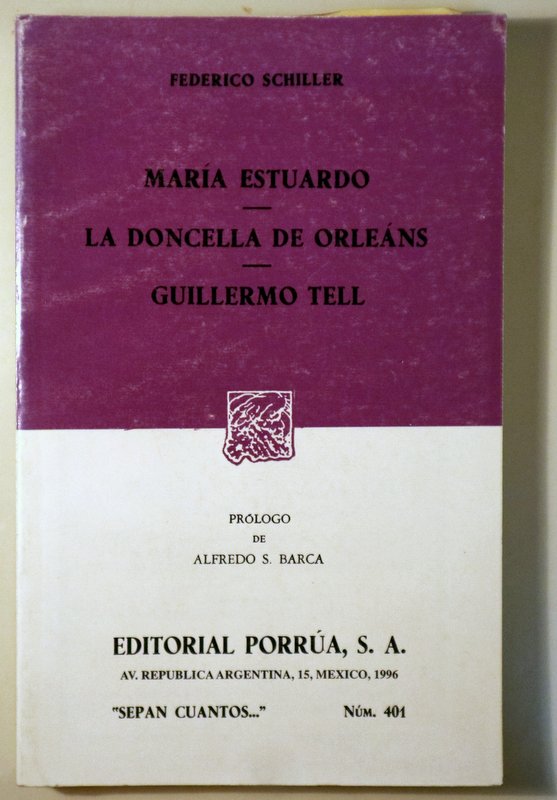 FEDERICO SCHILLER
MARÍA ESTUARDO
LA DONCELLA DE ORLEÁNS
GUILLERMO TELL
PRÓLOGO
DE
ALFREDO S. BARCA
EDITORIAL PORRÚA, S. A.
AV. REPUBLICA ARGENTINA, 15, MEXICO, 1996
"SEPAN CUANTOS..." NÚM. 401